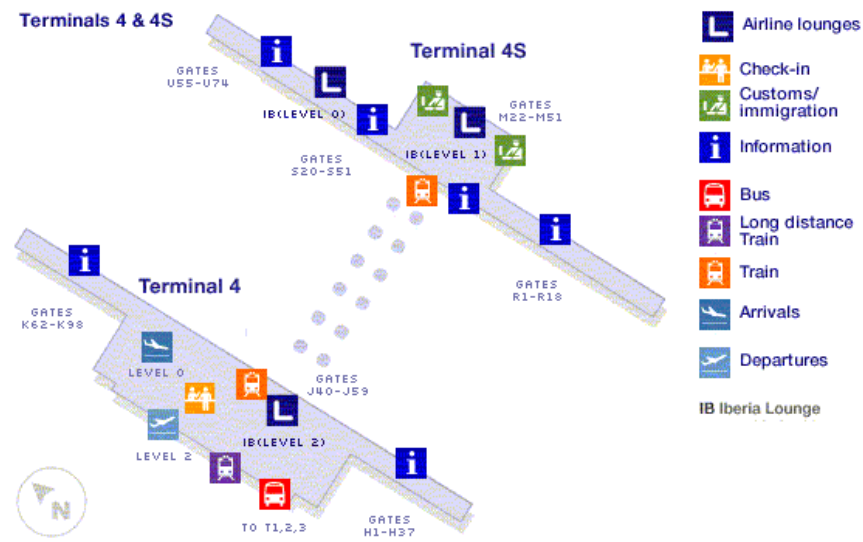 Terminals 4 & 4S
Terminal 4S
GATES
U55-U74
IB(LEVEL 0)
GATES
M22-M51
IB(LEVEL 1)
GATES
S20-S51
GATES
R1-R18
Terminal 4
GATES
K62-K98
LEVEL 0
GATES
J40-J59
IB(LEVEL 2)
LEVEL 2
TO T1,2,3
GATES
H1-H37
N
Airline lounges
Check-in
Customs/
immigration
Information
Bus
Long distance
Train
Train
Arrivals
Departures
IB Iberia Lounge